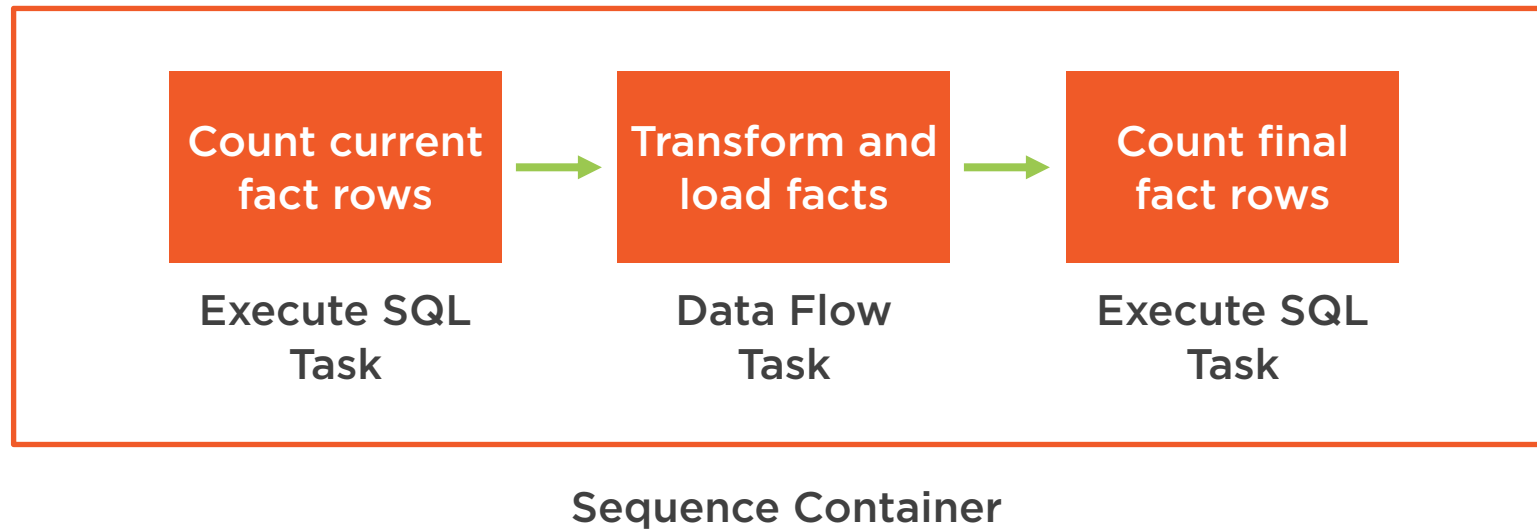 Count current
fact rows
Transform and
load facts
Count final
fact rows
Execute SQL
Task
Data Flow
Task
Execute SQL
Task
Sequence Container